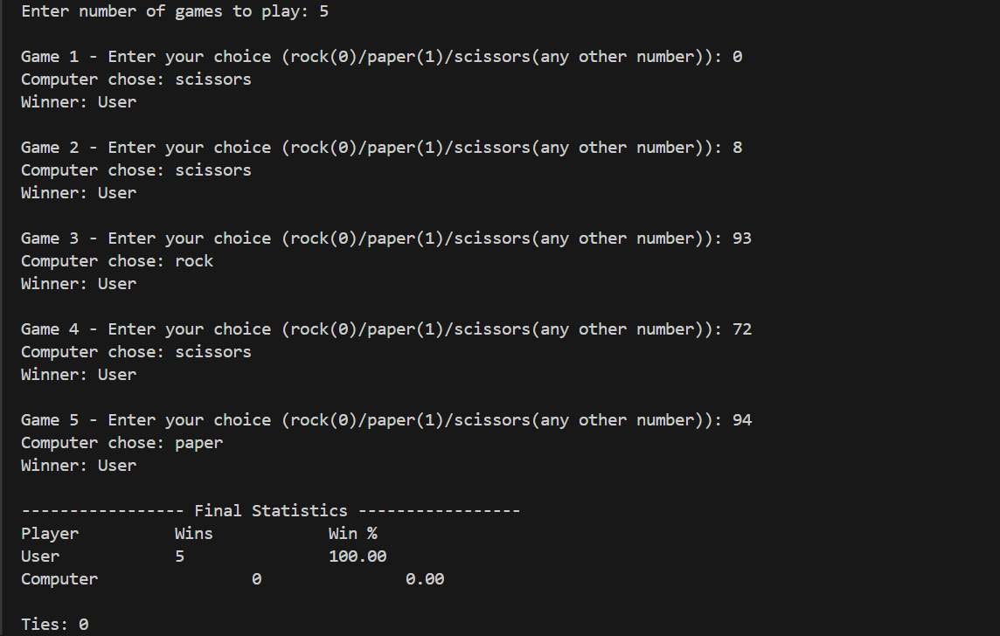 Enter number of games to play: 5
Game 1 - Enter your choice (rock(0)/paper(1)/scissors(any other number)): 0
Computer chose: scissors
Winner: User
Game 2 - Enter your choice (rock(0)/paper(1)/scissors(any other number)): 8
Computer chose: scissors
Winner: User
Game 3 - Enter your choice (rock(0)/paper(1)/scissors(any other number)): 93
Computer chose: rock
Winner: User
Game 4 - Enter your choice (rock(0)/paper(1)/scissors(any other number)): 72
Computer chose: scissors
Winner: User
Game 5 - Enter your choice (rock(0)/paper(1)/scissors(any other number)): 94
Computer chose: paper
Winner: User
----------------- Final Statistics -----------------
Player          Wins            Win %
User            5               100.00
Computer                0               0.00
Ties: 0